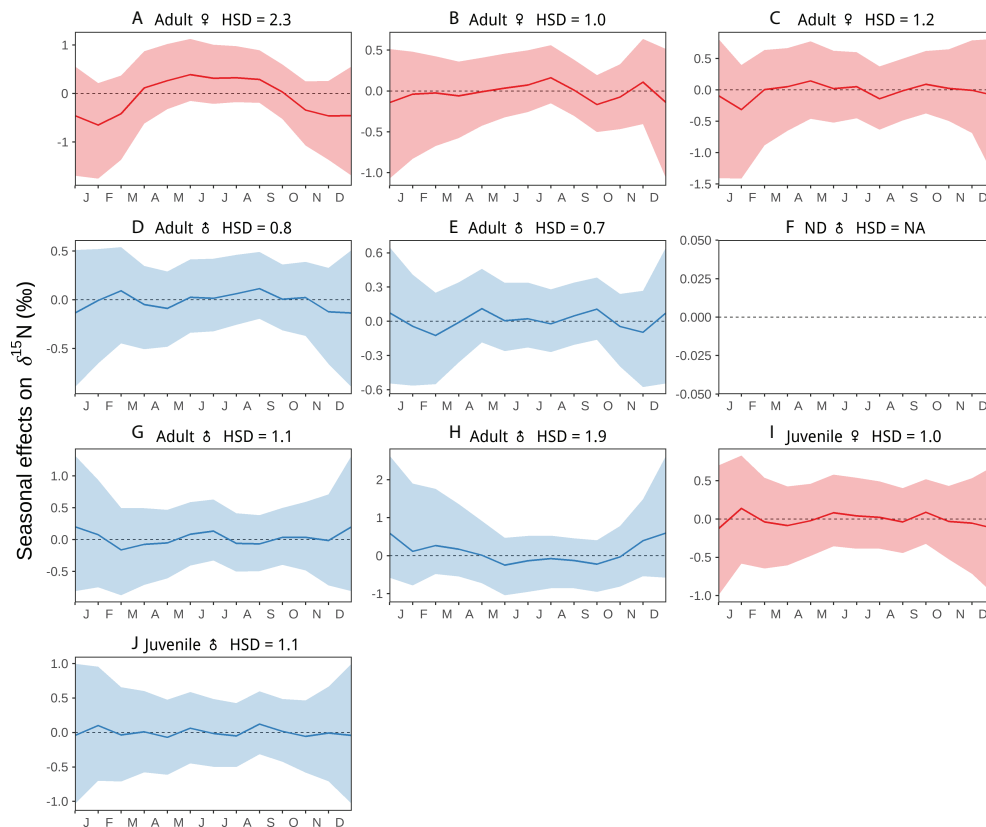 Seasonal effects on δ15N (‰)
A Adult ♀ HSD = 2.3
1
0
-1
J F M A M J J A S O N D
B Adult ♀ HSD = 1.0
0.5
0.0
-0.5
-1.0
J F M A M J J A S O N D
C Adult ♀ HSD = 1.2
0.5
0.0
-0.5
-1.0
-1.5
J F M A M J J A S O N D
D Adult ♂ HSD = 0.8
0.5
0.0
-0.5
J F M A M J J A S O N D
E Adult ♂ HSD = 0.7
0.6
0.3
0.0
-0.3
-0.6
J F M A M J J A S O N D
F ND ♂ HSD = NA
0.050
0.000
-0.025
-0.050
J F M A M J J A S O N D
G Adult ♂ HSD = 1.1
1.0
0.5
0.0
-0.5
J F M A M J J A S O N D
H Adult ♂ HSD = 1.9
2
1
0
-1
J F M A M J J A S O N D
I Juvenile ♀ HSD = 1.0
0.5
0.0
-0.5
-1.0
J F M A M J J A S O N D
J Juvenile ♂ HSD = 1.1
1.0
0.5
0.0
-0.5
-1.0
J F M A M J J A S O N D